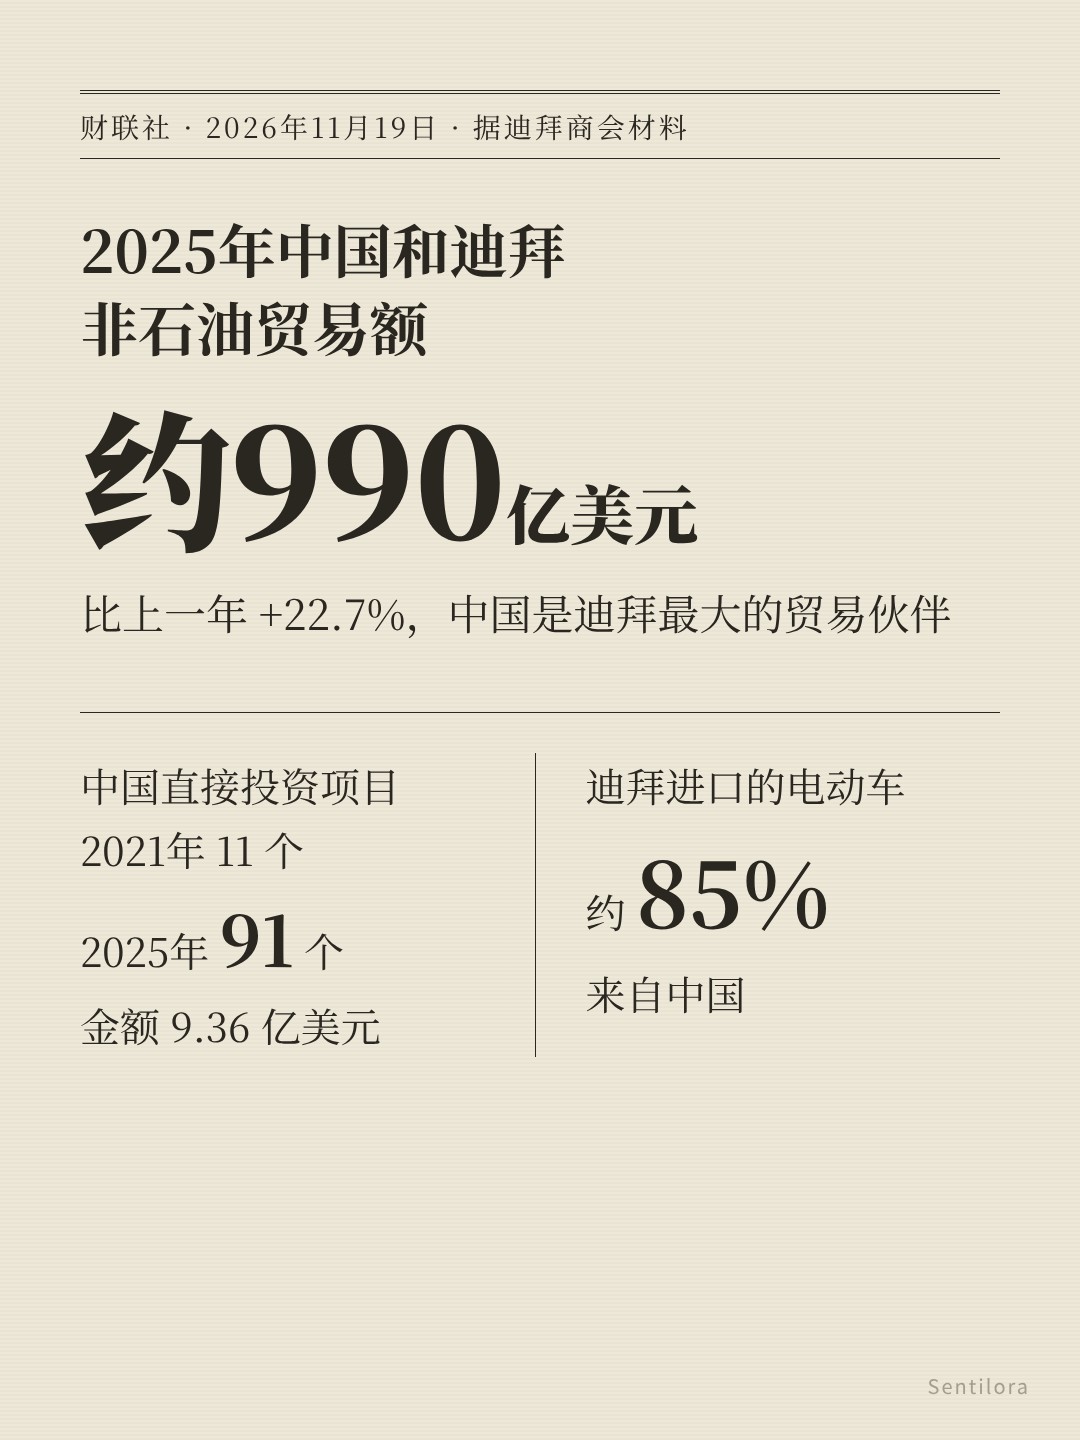 财联社 · 2026年11月19日 · 据迪拜商会材料
2025年中国和迪拜
非石油贸易额
约990亿美元
比上一年 +22.7%，中国是迪拜最大的贸易伙伴
中国直接投资项目
2021年 11 个
2025年 91 个
金额 9.36 亿美元
迪拜进口的电动车
约 85%
来自中国
Sentilora